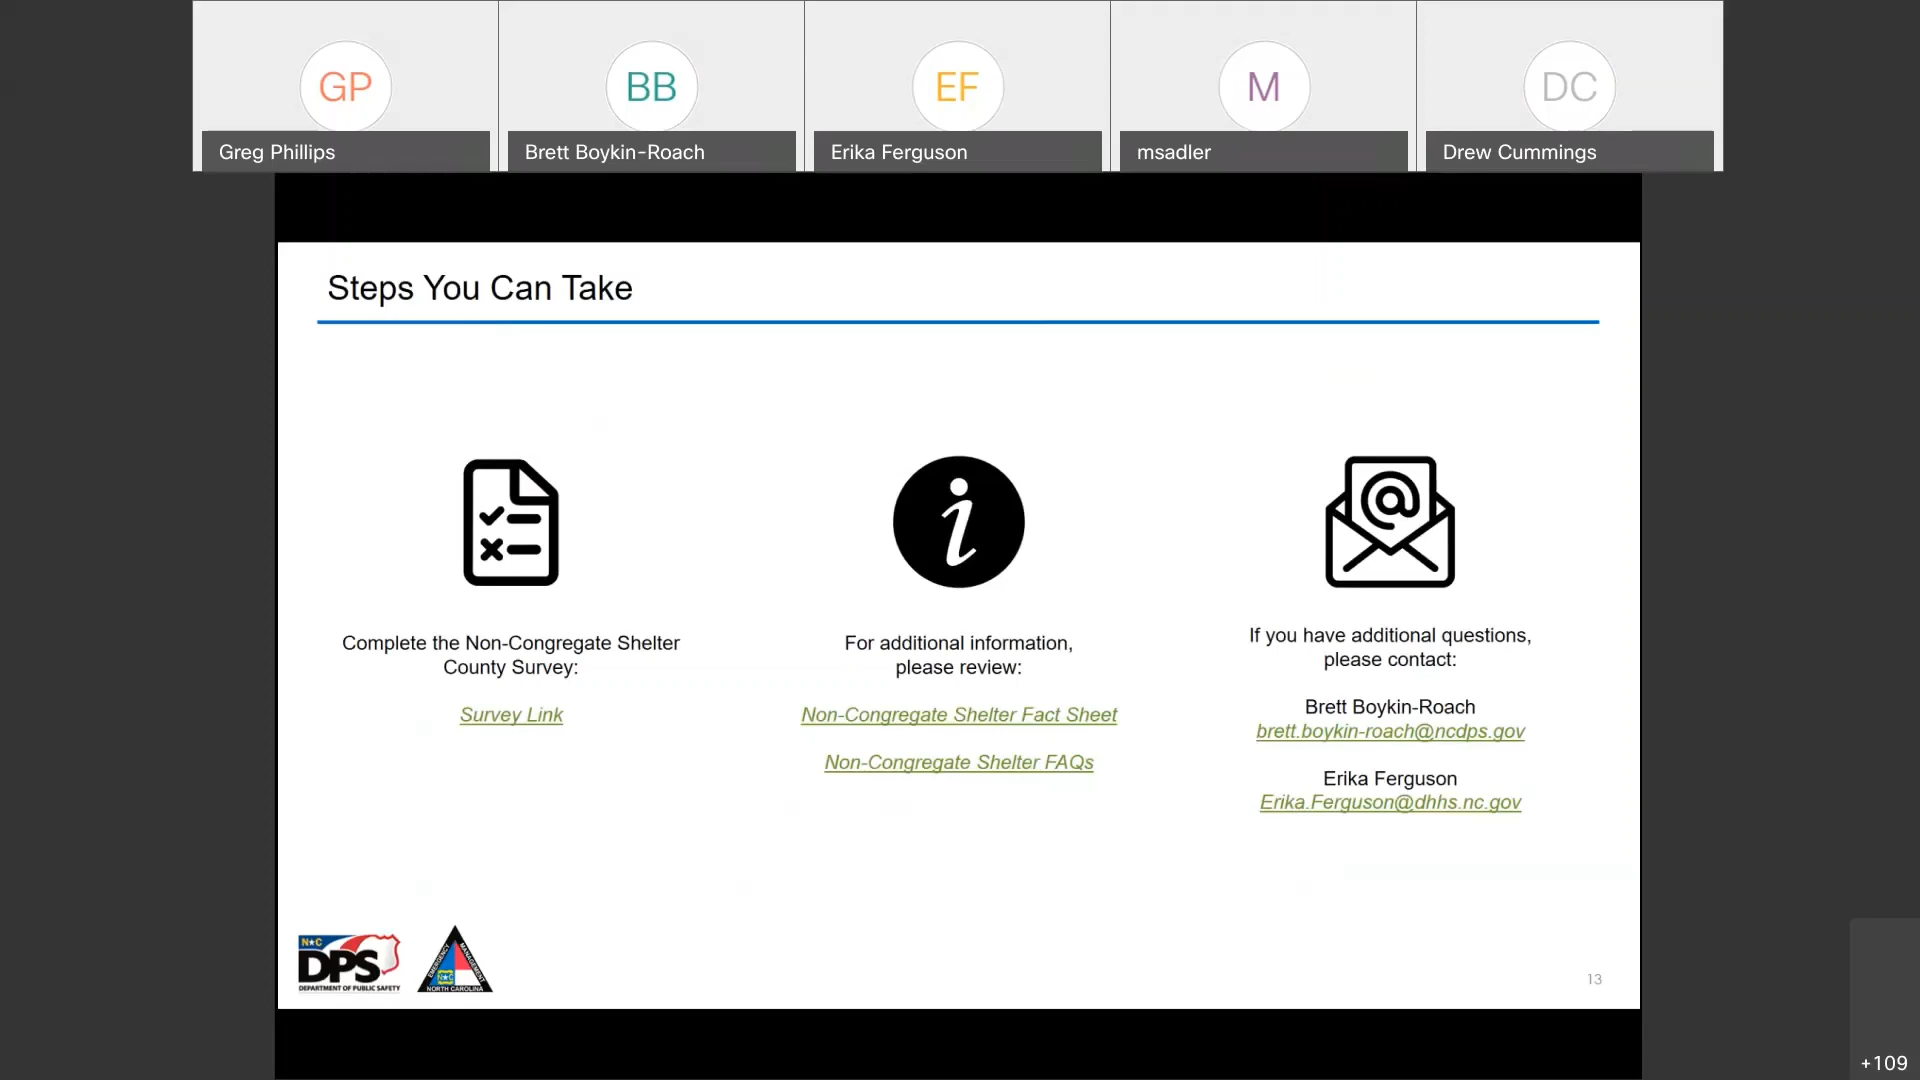 GP
BB
EF
M
DC
Greg Phillips
Brett Boykin-Roach
Erika Ferguson
msadler
Drew Cummings
Steps You Can Take
Complete the Non-Congregate Shelter
County Survey:
Survey Link
For additional information,
please review:
Non-Congregate Shelter Fact Sheet
Non-Congregate Shelter FAQs
If you have additional questions,
please contact:
Brett Boykin-Roach
brett.boykin-roach@ncdps.gov
Erika Ferguson
Erika.Ferguson@dhhs.nc.gov
N★C
DPS
DEPARTMENT OF PUBLIC SAFETY
EMERGENCY
MANAGEMENT
N★C
NORTH CAROLINA
13
+109